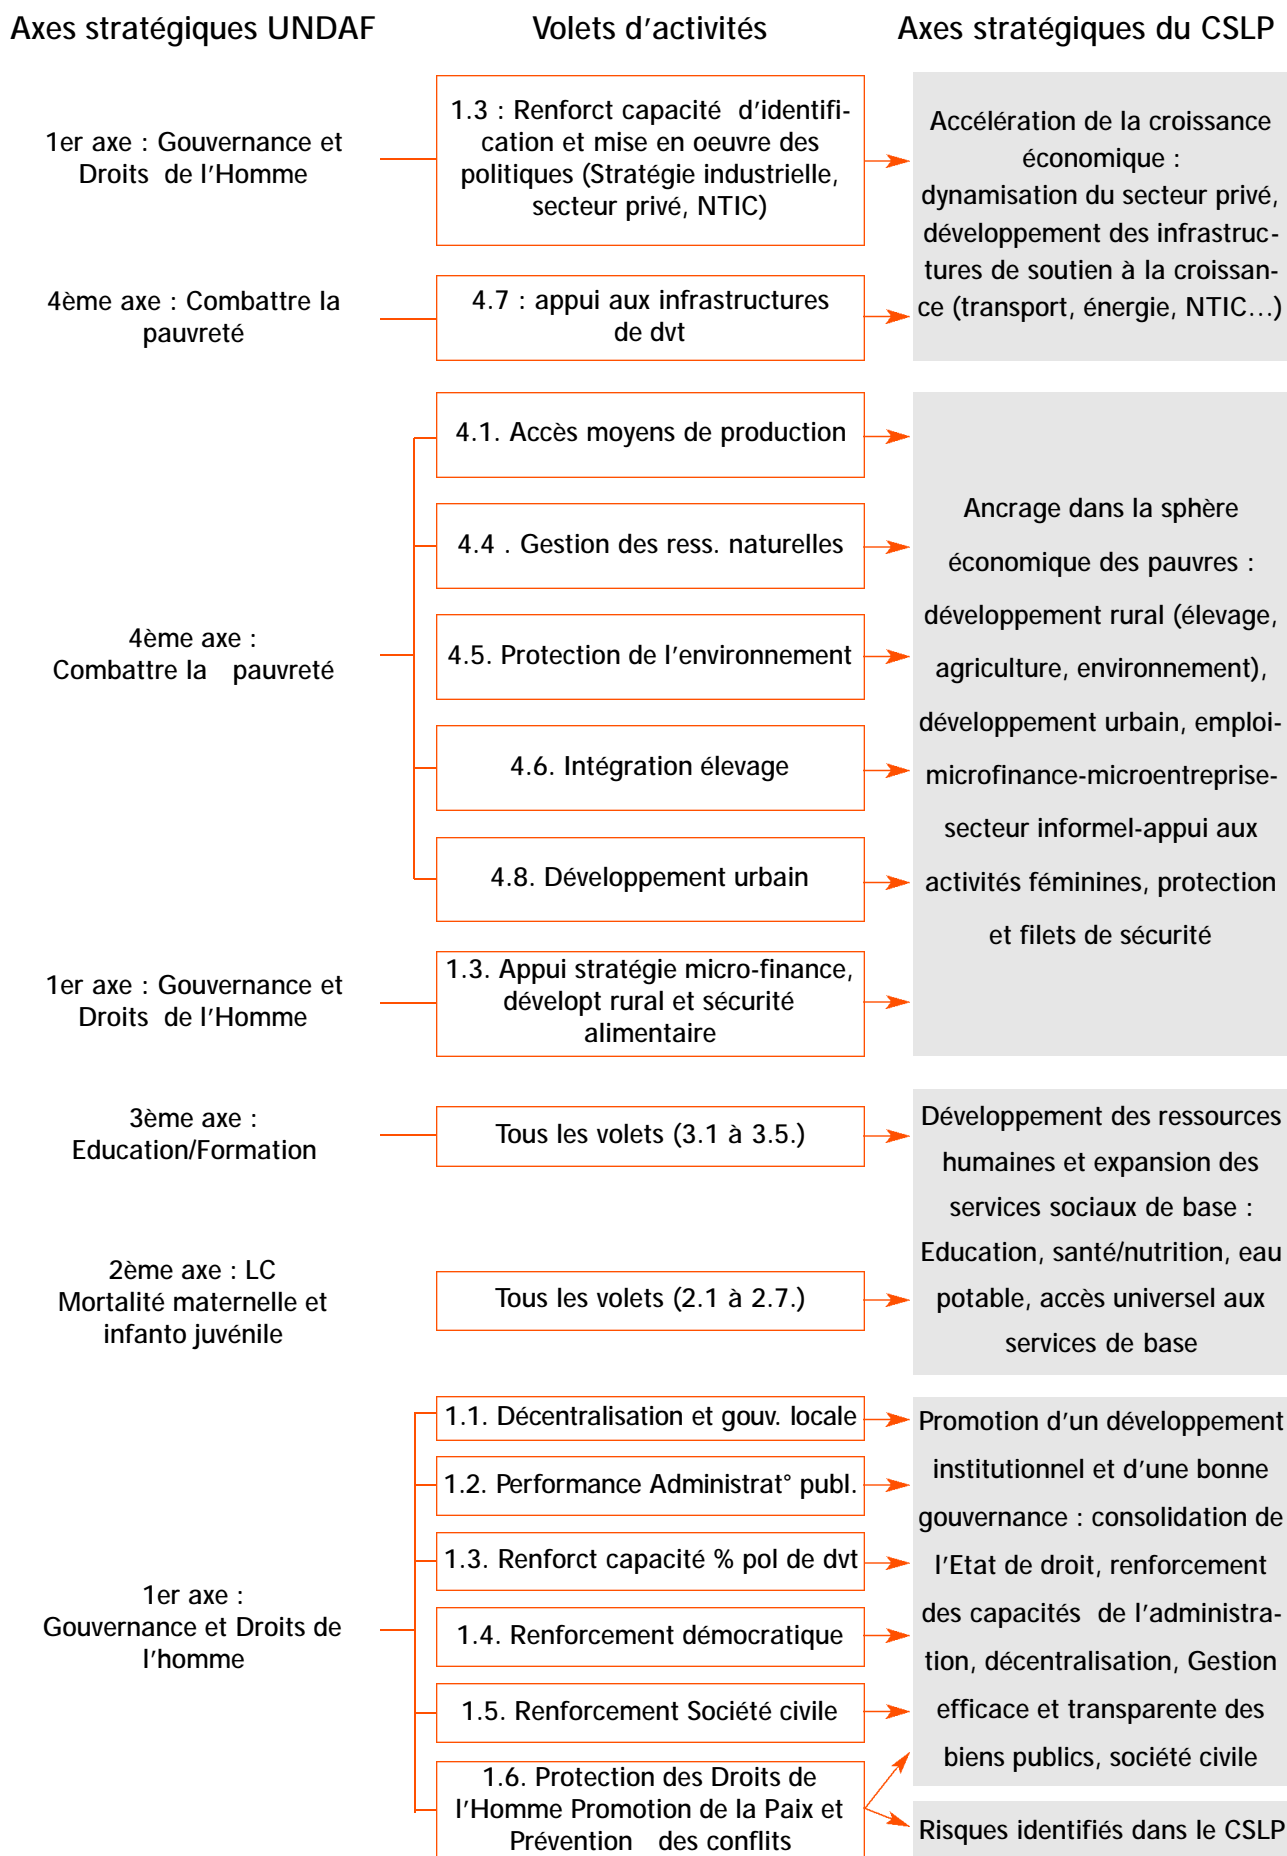 Axes stratégiques UNDAF
Volets d'activités
Axes stratégiques du CSLP
1er axe : Gouvernance et
Droits de l'Homme
1.3 : Renforct capacité d'identifi-
cation et mise en oeuvre des
politiques (Stratégie industrielle,
secteur privé, NTIC)
Accélération de la croissance
économique :
dynamisation du secteur privé,
développement des infrastruc-
tures de soutien à la croissan-
ce (transport, énergie, NTIC...)
4ème axe : Combattre la
pauvreté
4.7 : appui aux infrastructures
de dvt
4ème axe :
Combattre la pauvreté
4.1. Accès moyens de production
4.4 . Gestion des ress. naturelles
4.5. Protection de l'environnement
4.6. Intégration élevage
4.8. Développement urbain
Ancrage dans la sphère
économique des pauvres :
développement rural (élevage,
agriculture, environnement),
développement urbain, emploi-
microfinance-microentreprise-
secteur informel-appui aux
activités féminines, protection
et filets de sécurité
1er axe : Gouvernance et
Droits de l'Homme
1.3. Appui stratégie micro-finance,
dévelopt rural et sécurité
alimentaire
3ème axe :
Education/Formation
Tous les volets (3.1 à 3.5.)
Développement des ressources
humaines et expansion des
services sociaux de base :
Education, santé/nutrition, eau
potable, accès universel aux
services de base
2ème axe : LC
Mortalité maternelle et
infanto juvénile
Tous les volets (2.1 à 2.7.)
1er axe :
Gouvernance et Droits de
l'homme
1.1. Décentralisation et gouv. locale
1.2. Performance Administrat° publ.
1.3. Renforct capacité % pol de dvt
1.4. Renforcement démocratique
1.5. Renforcement Société civile
1.6. Protection des Droits de
l'Homme Promotion de la Paix et
Prévention des conflits
Promotion d'un développement
institutionnel et d'une bonne
gouvernance : consolidation de
l'Etat de droit, renforcement
des capacités de l'administra-
tion, décentralisation, Gestion
efficace et transparente des
biens publics, société civile
Risques identifiés dans le CSLP